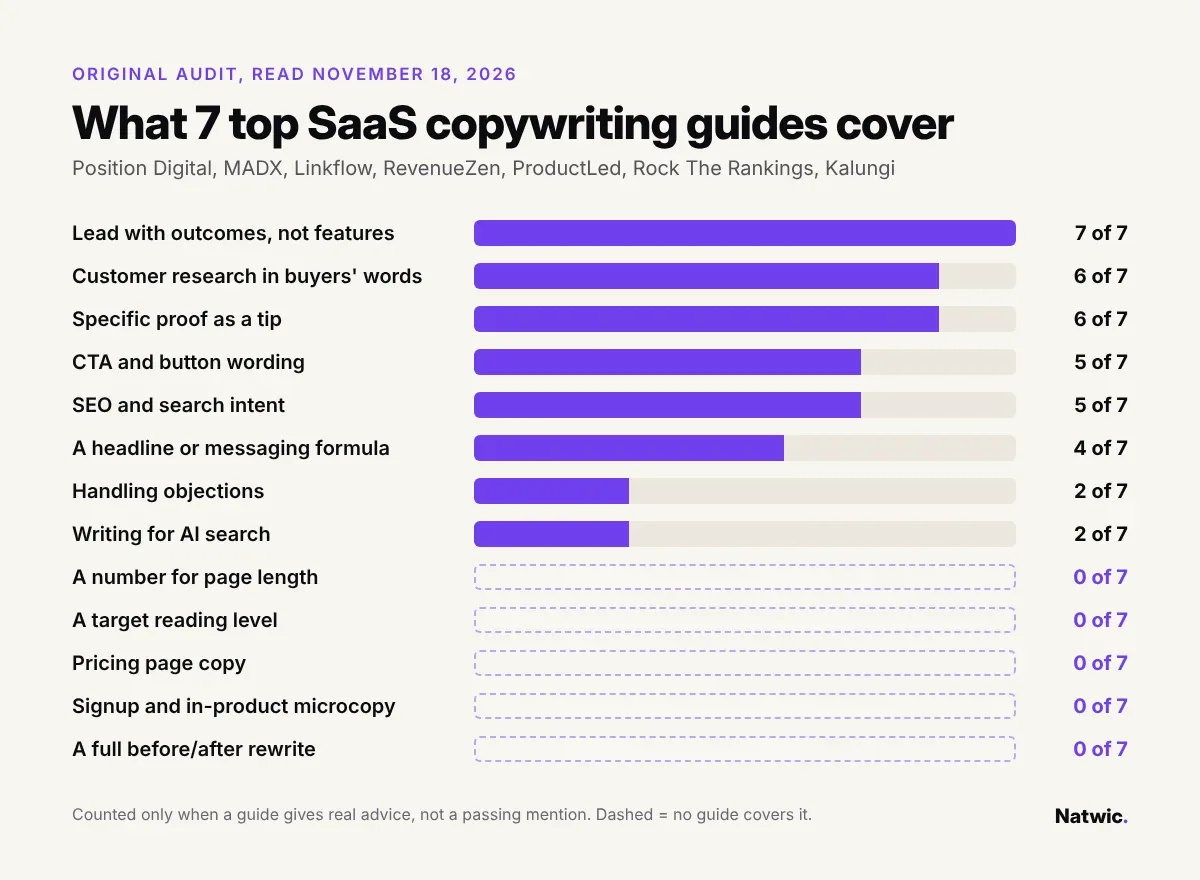 ORIGINAL AUDIT, READ NOVEMBER 18, 2026
What 7 top SaaS copywriting guides cover
Position Digital, MADX, Linkflow, RevenueZen, ProductLed, Rock The Rankings, Kalungi
Lead with outcomes, not features 7 of 7
Customer research in buyers' words 6 of 7
Specific proof as a tip 6 of 7
CTA and button wording 5 of 7
SEO and search intent 5 of 7
A headline or messaging formula 4 of 7
Handling objections 2 of 7
Writing for AI search 2 of 7
A number for page length 0 of 7
A target reading level 0 of 7
Pricing page copy 0 of 7
Signup and in-product microcopy 0 of 7
A full before/after rewrite 0 of 7
Counted only when a guide gives real advice, not a passing mention. Dashed = no guide covers it.
Natwic.